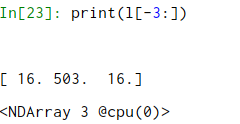 In[23]: print(l[-3:])
[ 16. 503.  16.]
<NDArray 3 @cpu(0)>